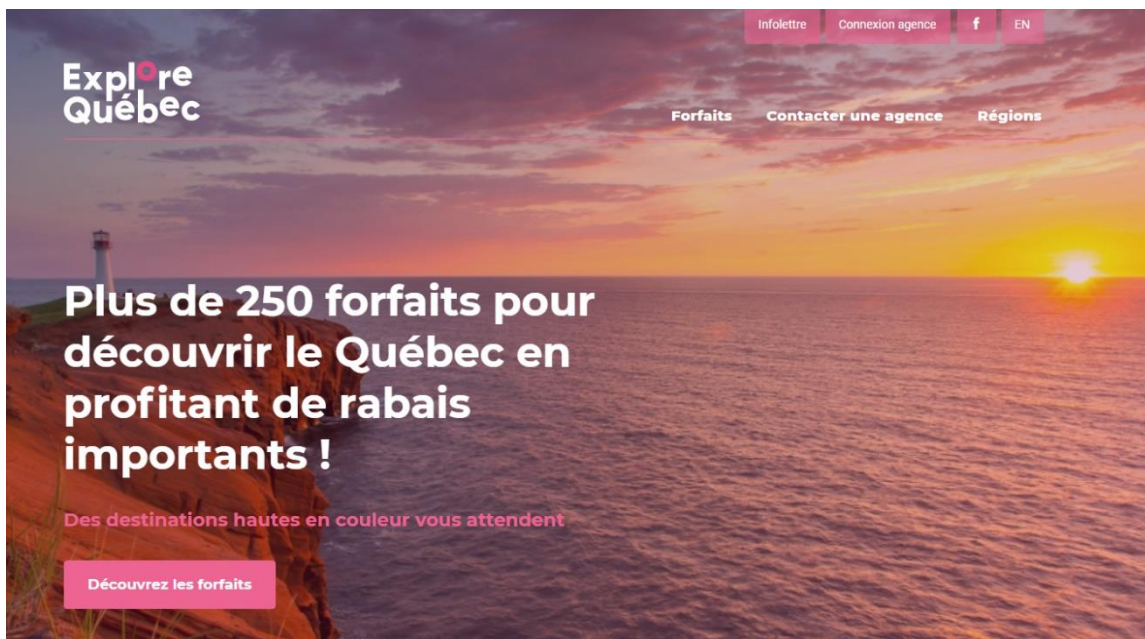 Infolettre
Connexion agence
f
EN
Explore
Québec
Forfaits
Contacter une agence
Régions
Plus de 250 forfaits pour
découvrir le Québec en
profitant de rabais
importants !
Des destinations hautes en couleur vous attendent
Découvrez les forfaits